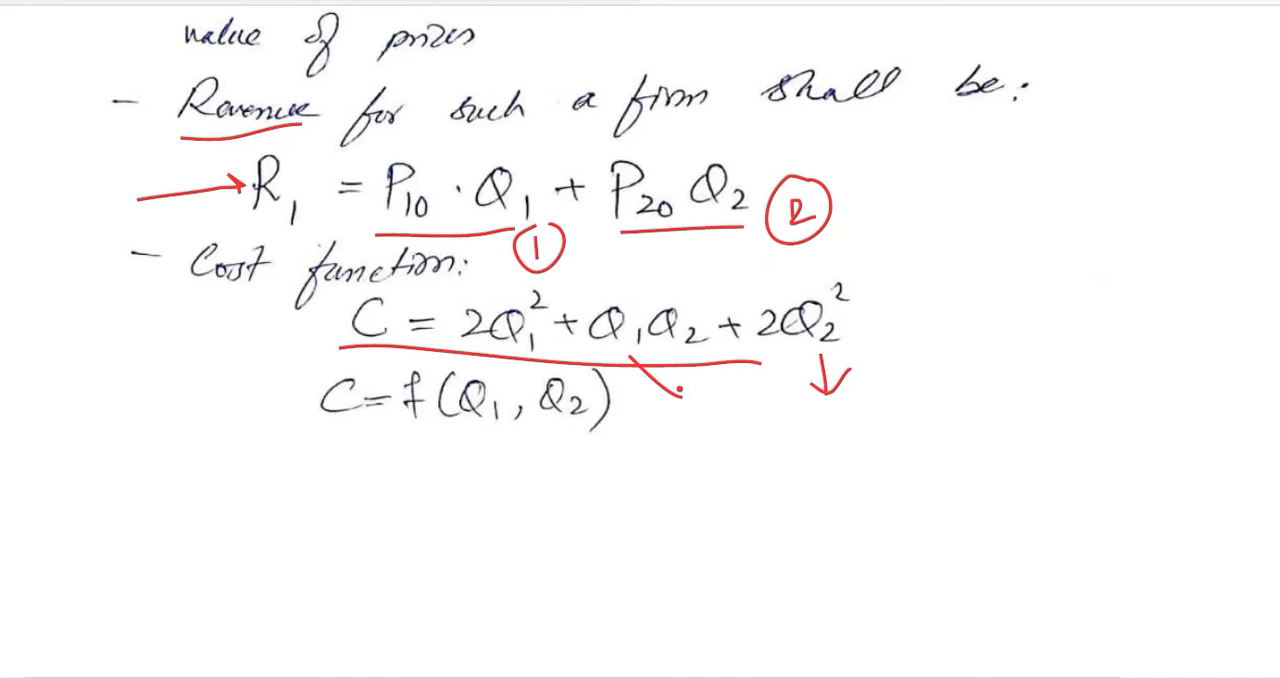 value of prizes
- Revenue for such a firm shall be:
R₁ = P₁₀ · Q₁ + P₂₀ Q₂ ②
①
- Cost function:
C = 2Q₁² + Q₁Q₂ + 2Q₂²
C = f(Q₁, Q₂)